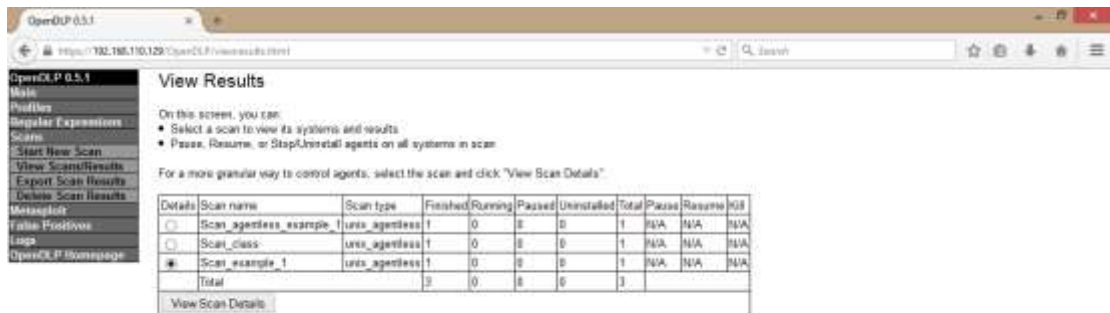 OpenDLP 0.5.1
https://192.168.110.129/OpenDLP/viewresults.html
Search
OpenDLP 0.5.1
Main
Profiles
Regular Expressions
Scans
Start New Scan
View Scans/Results
Export Scan Results
Delete Scan Results
Metasploit
False Positives
Logs
OpenDLP Homepage
View Results
On this screen, you can:
• Select a scan to view its systems and results
• Pause, Resume, or Stop/Uninstall agents on all systems in scan
For a more granular way to control agents, select the scan and click "View Scan Details".
Details Scan name Scan type Finished Running Paused Uninstalled Total Pause Resume Kill
Scan_agentless_example_1 unix_agentless 1 0 0 0 1 N/A N/A N/A
Scan_class unix_agentless 1 0 0 0 1 N/A N/A N/A
Scan_example_1 unix_agentless 1 0 0 0 1 N/A N/A N/A
Total 3 0 0 0 3
View Scan Details